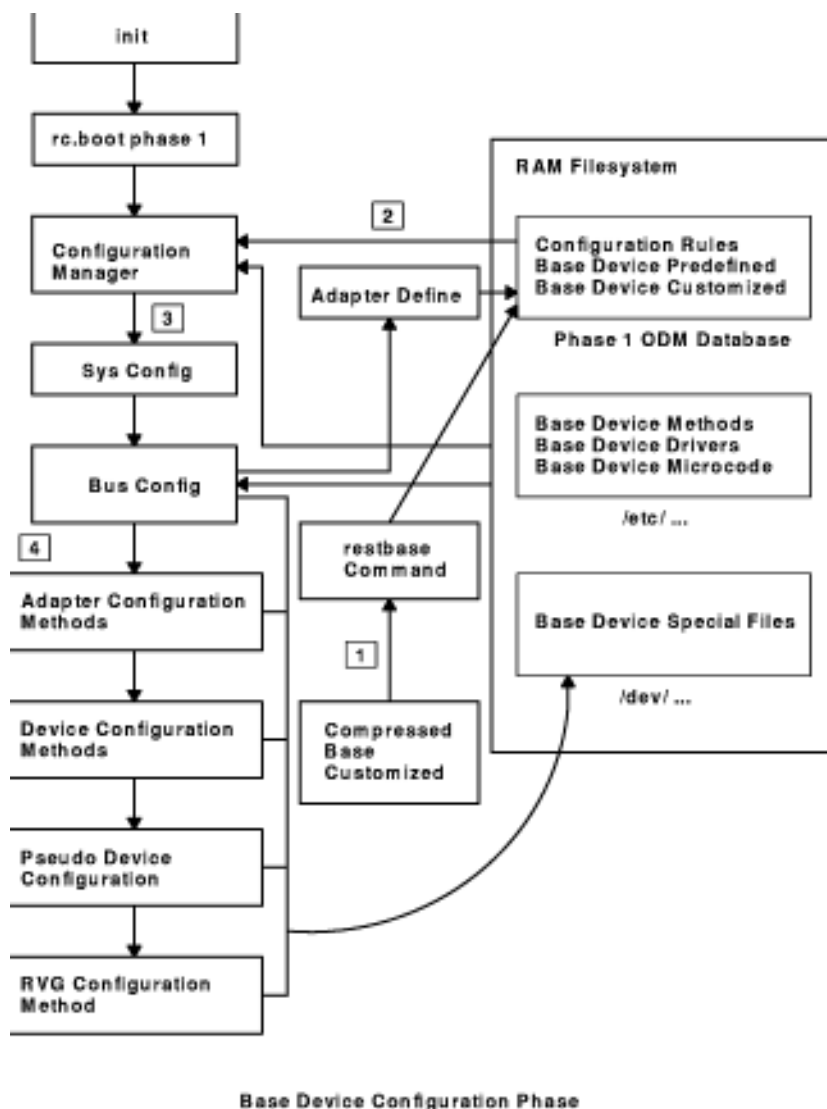 init
rc.boot phase 1
RAM Filesystem
2
Configuration
Manager
Configuration Rules
Base Device Predefined
Base Device Customized
Adapter Define
3
Phase 1 ODM Database
Sys Config
Base Device Methods
Base Device Drivers
Base Device Microcode
Bus Config
/etc/ ...
4
restbase
Command
Adapter Configuration
Methods
Base Device Special Files
1
/dev/ ...
Device Configuration
Methods
Compressed
Base
Customized
Pseudo Device
Configuration
RVG Configuration
Method
Base Device Configuration Phase